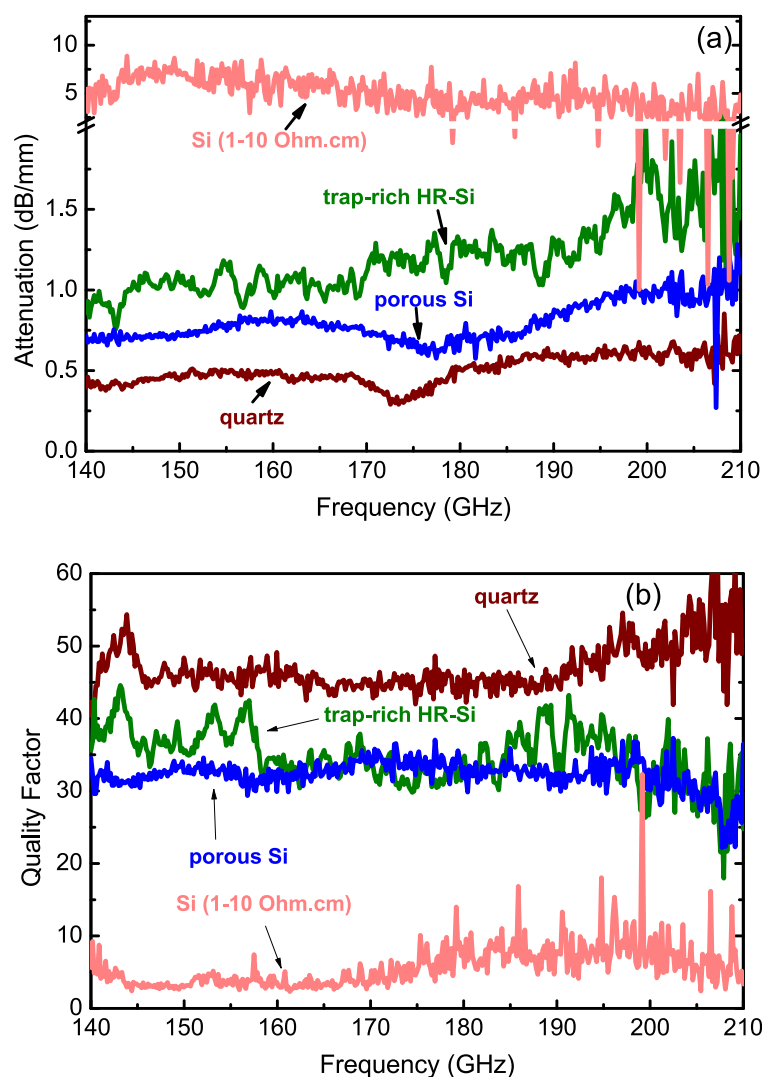 (a)
10
5
Si (1-10 Ohm.cm)
trap-rich HR-Si
1.5
1.0
porous Si
0.5
quartz
0.0
Attenuation (dB/mm)
140 150 160 170 180 190 200 210
Frequency (GHz)
60
(b)
quartz
50
40
trap-rich HR-Si
30
porous Si
20
Si (1-10 Ohm.cm)
10
0
Quality Factor
140 150 160 170 180 190 200 210
Frequency (GHz)